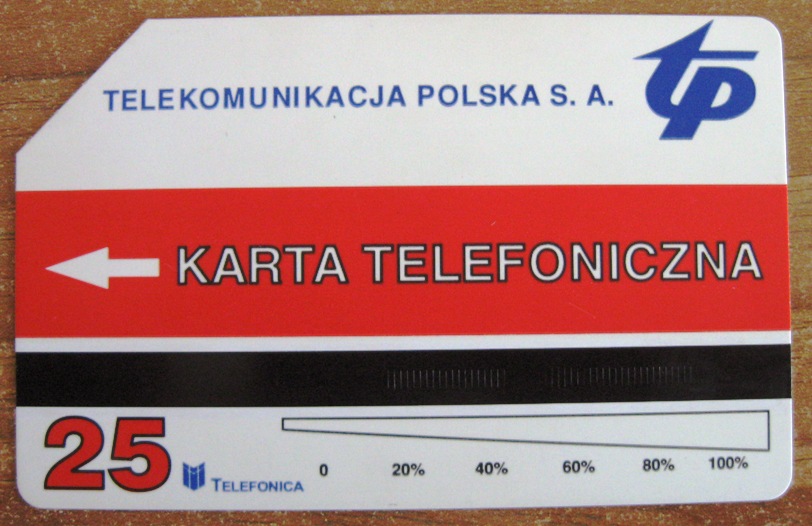 TELEKOMUNIKACJA POLSKA S. A.
tp
KARTA TELEFONICZNA
25
TELEFONICA
0 20% 40% 60% 80% 100%